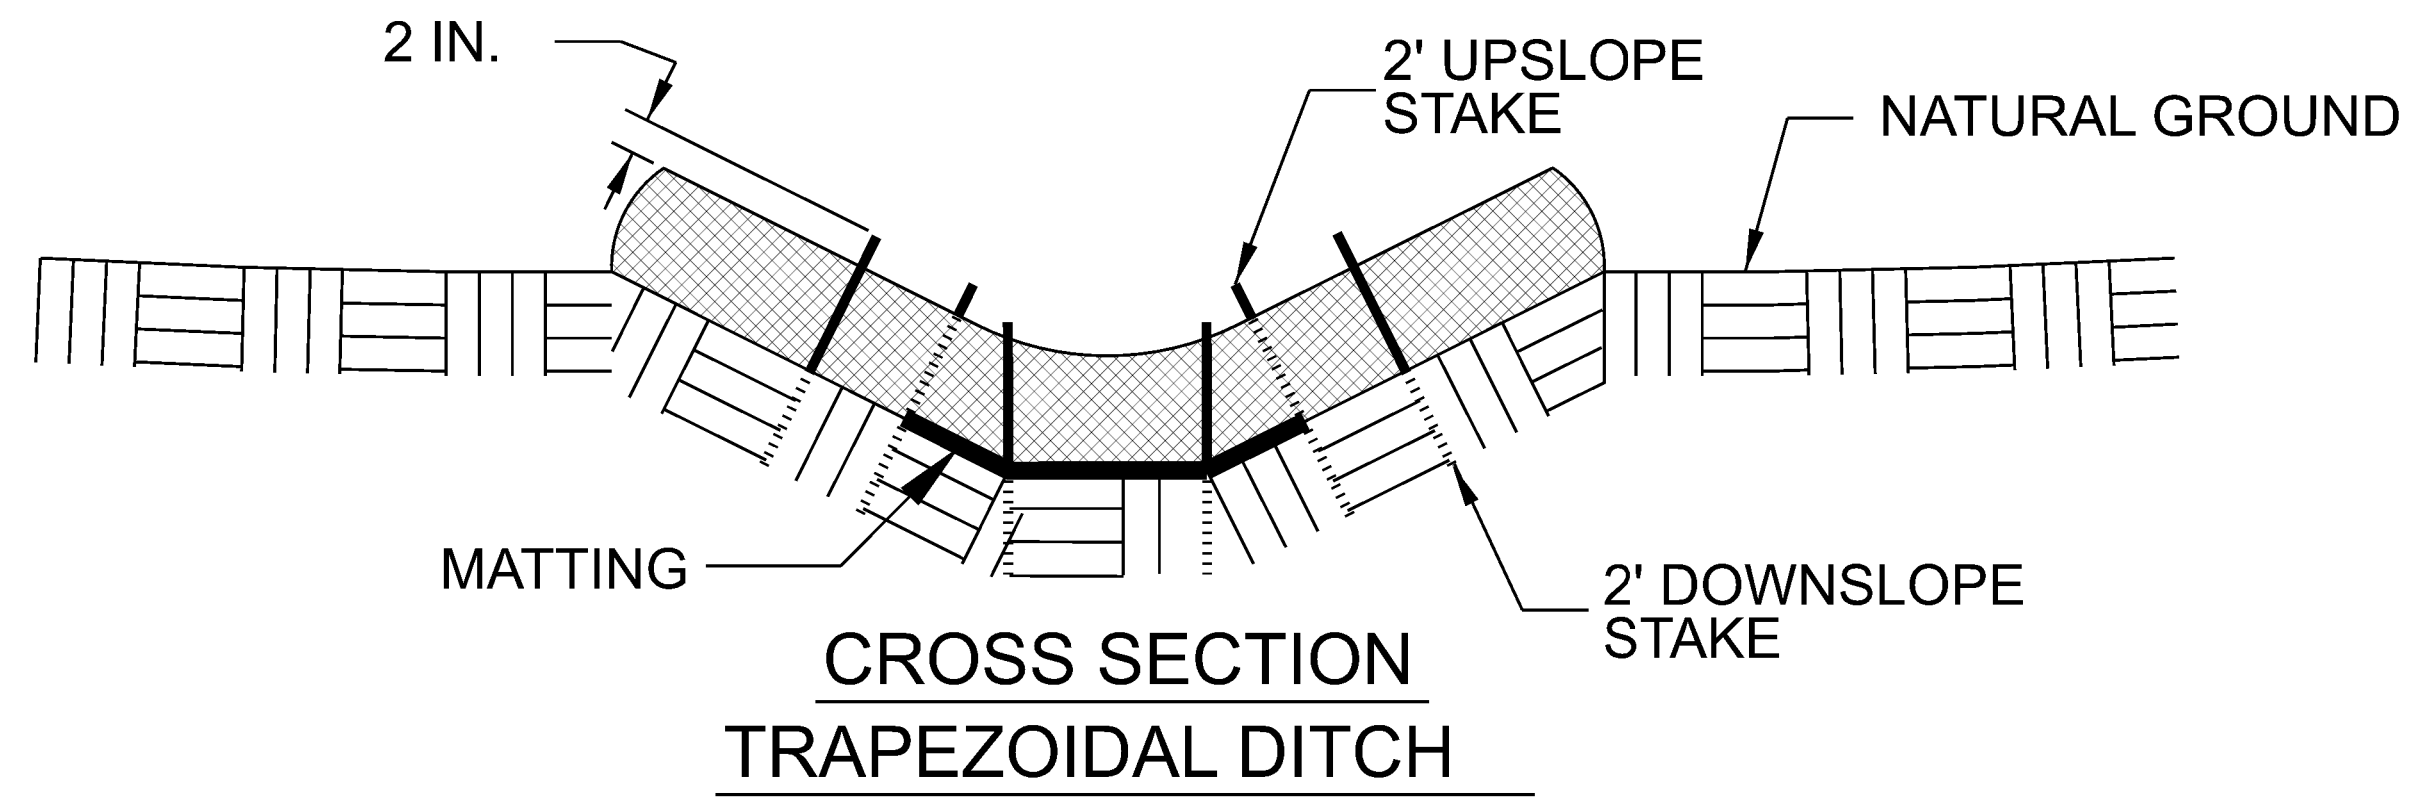 2 IN.
2' UPSLOPE
STAKE
NATURAL GROUND
MATTING
2' DOWNSLOPE
STAKE
CROSS SECTION
TRAPEZOIDAL DITCH